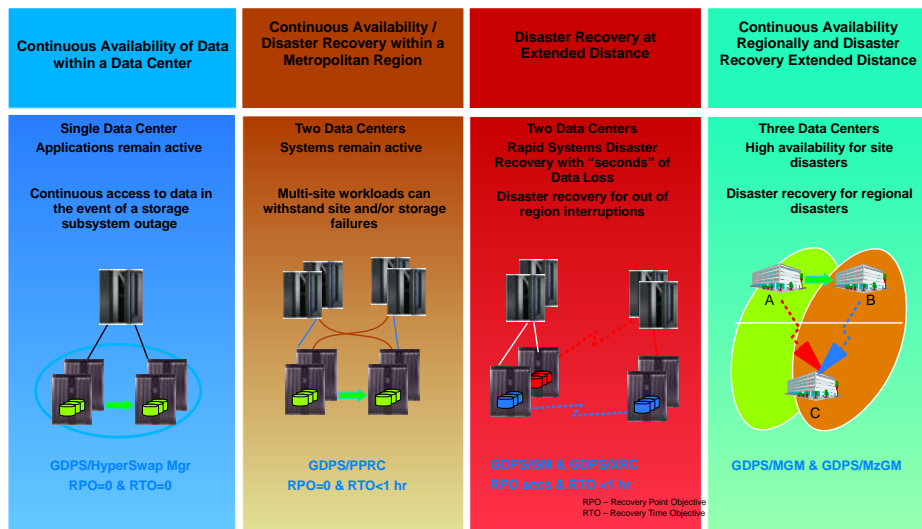 Continuous Availability of Data
within a Data Center
Single Data Center
Applications remain active
Continuous access to data in
the event of a storage
subsystem outage
GDPS/HyperSwap Mgr
RPO=0 & RTO=0
Continuous Availability /
Disaster Recovery within a
Metropolitan Region
Two Data Centers
Systems remain active
Multi-site workloads can
withstand site and/or storage
failures
GDPS/PPRC
RPO=0 & RTO<1 hr
Disaster Recovery at
Extended Distance
Two Data Centers
Rapid Systems Disaster
Recovery with “seconds” of
Data Loss
Disaster recovery for out of
region interruptions
GDPS/GM & GDPS/XRC
RPO secs & RTO <1 hr
Continuous Availability
Regionally and Disaster
Recovery Extended Distance
Three Data Centers
High availability for site
disasters
Disaster recovery for regional
disasters
A
B
C
GDPS/MGM & GDPS/MzGM
RPO – Recovery Point Objective
RTO – Recovery Time Objective